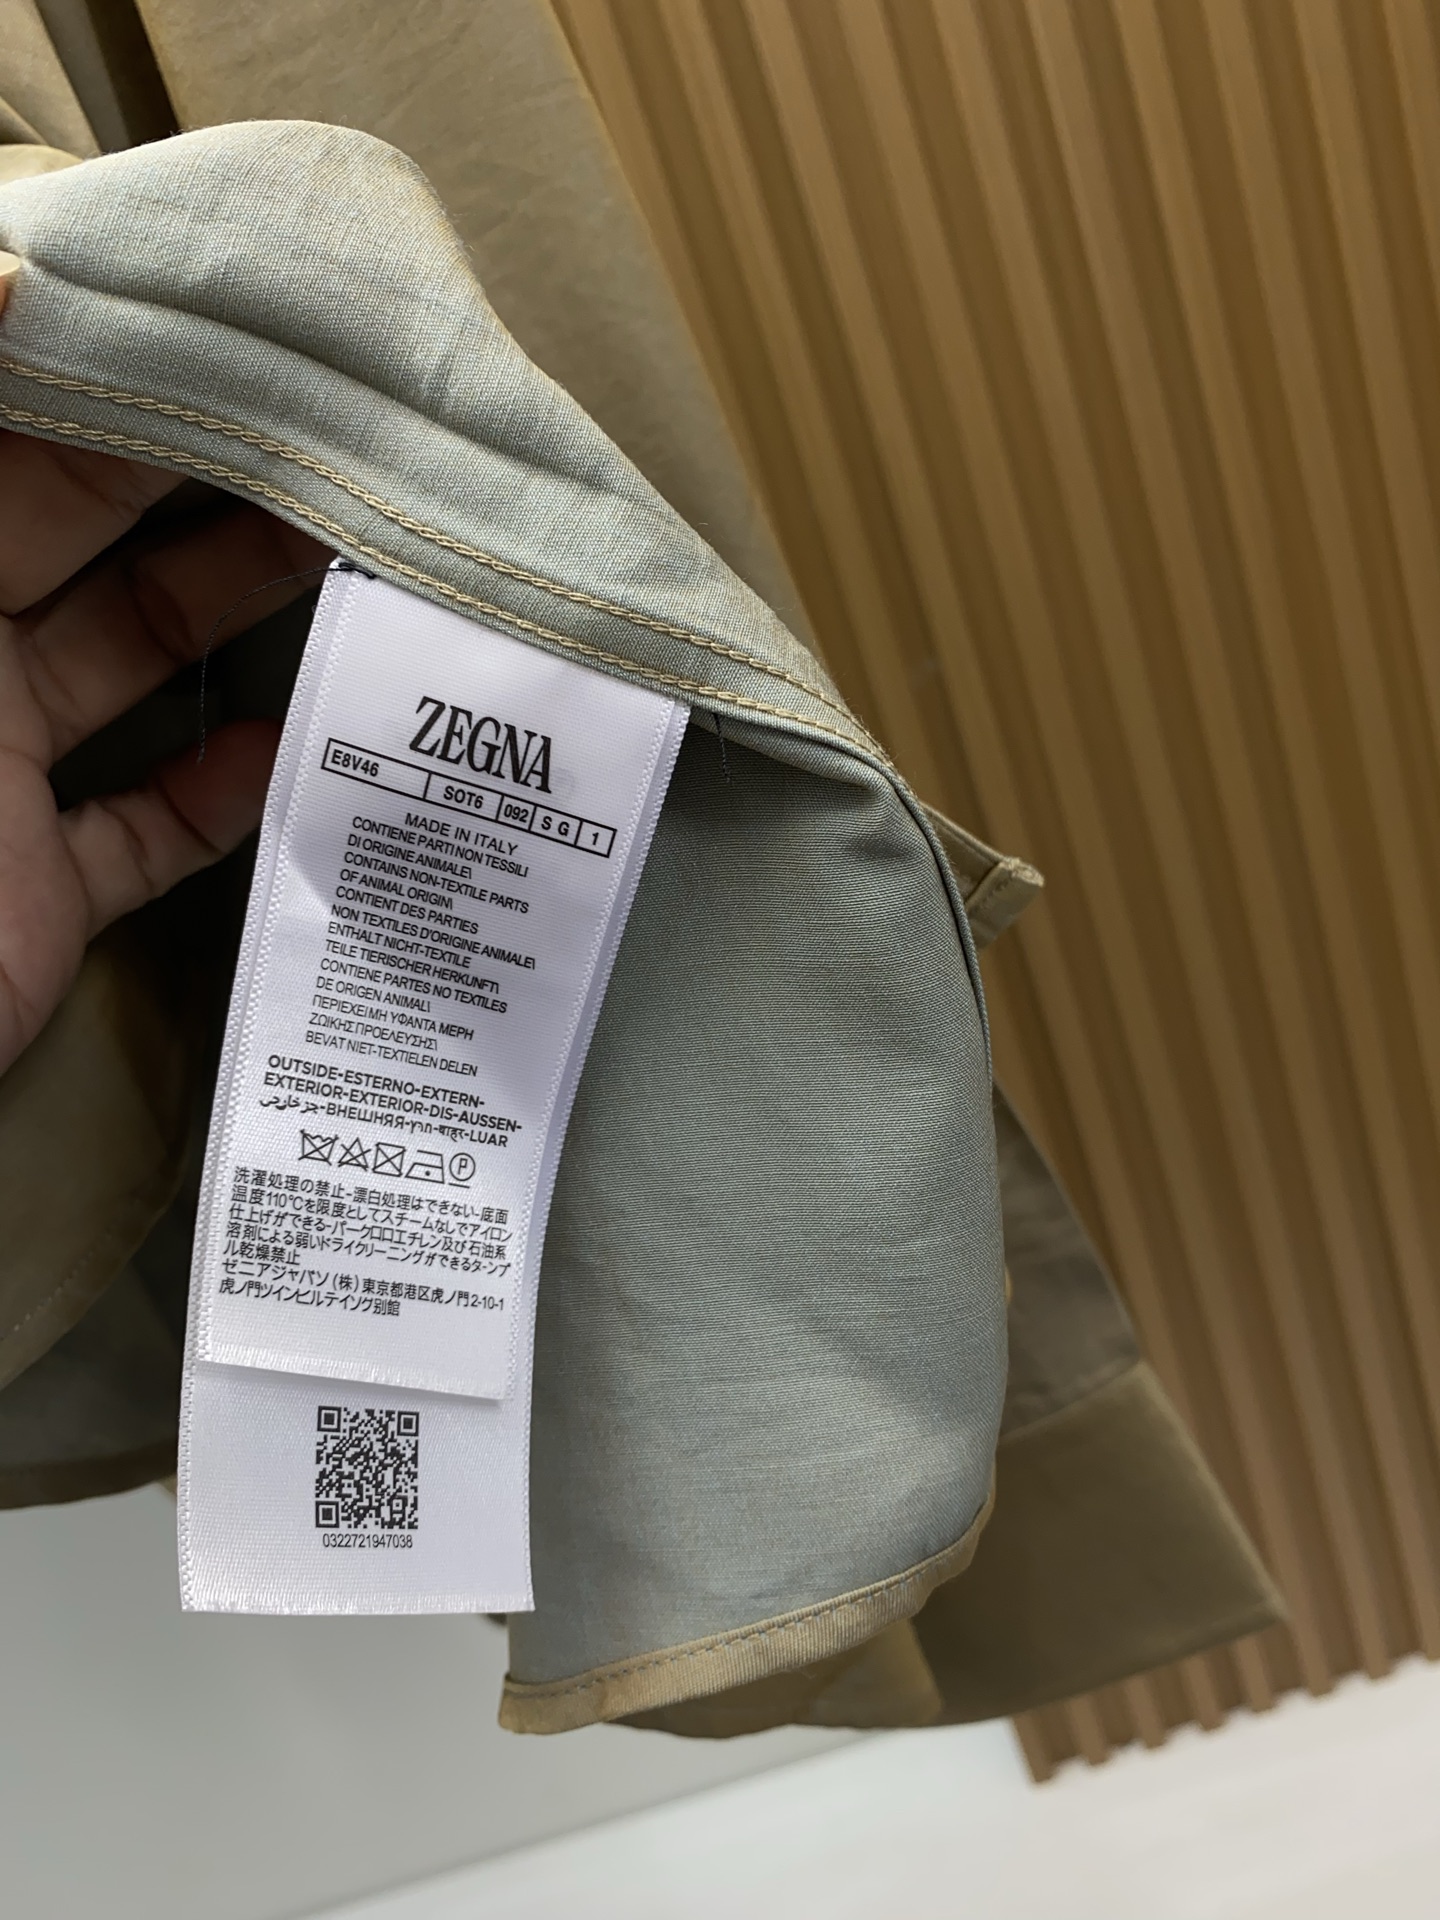 ZEGNA
E8V46
SOT6 092 S G 1
MADE IN ITALY
CONTIENE PARTI NON TESSILI
DI ORIGINE ANIMALE\
CONTAINS NON-TEXTILE PARTS
OF ANIMAL ORIGIN\
CONTIENT DES PARTIES
NON TEXTILES D'ORIGINE ANIMALE\
ENTHALT NICHT-TEXTILE
TEILE TIERISCHER HERKUNFT\
CONTIENE PARTES NO TEXTILES
DE ORIGEN ANIMAL\
ΠΕΡΙΕΧΕΙ ΜΗ ΥΦΑΝΤΑ ΜΕΡΗ
ΖΩΙΚΗΣ ΠΡΟΕΛΕΥΣΗΣ\
BEVAT NIET-TEXTIELEN DELEN
OUTSIDE-ESTERNO-EXTERN-
EXTERIOR-EXTERIOR-DIS-AUSSEN-
ВНЕШНЯЯ-बाहर-LUAR
P
洗濯処理の禁止-漂白処理はできない-底面
温度110℃を限度としてスチームなしでアイロン
仕上げができる-パークロロエチレン及び石油系
溶剤による弱いドライクリーニングができるタンブ
ル乾燥禁止
ゼニアジャパン(株)東京都港区虎ノ門2-10-1
虎ノ門ツインビルディング別館
0322721947038